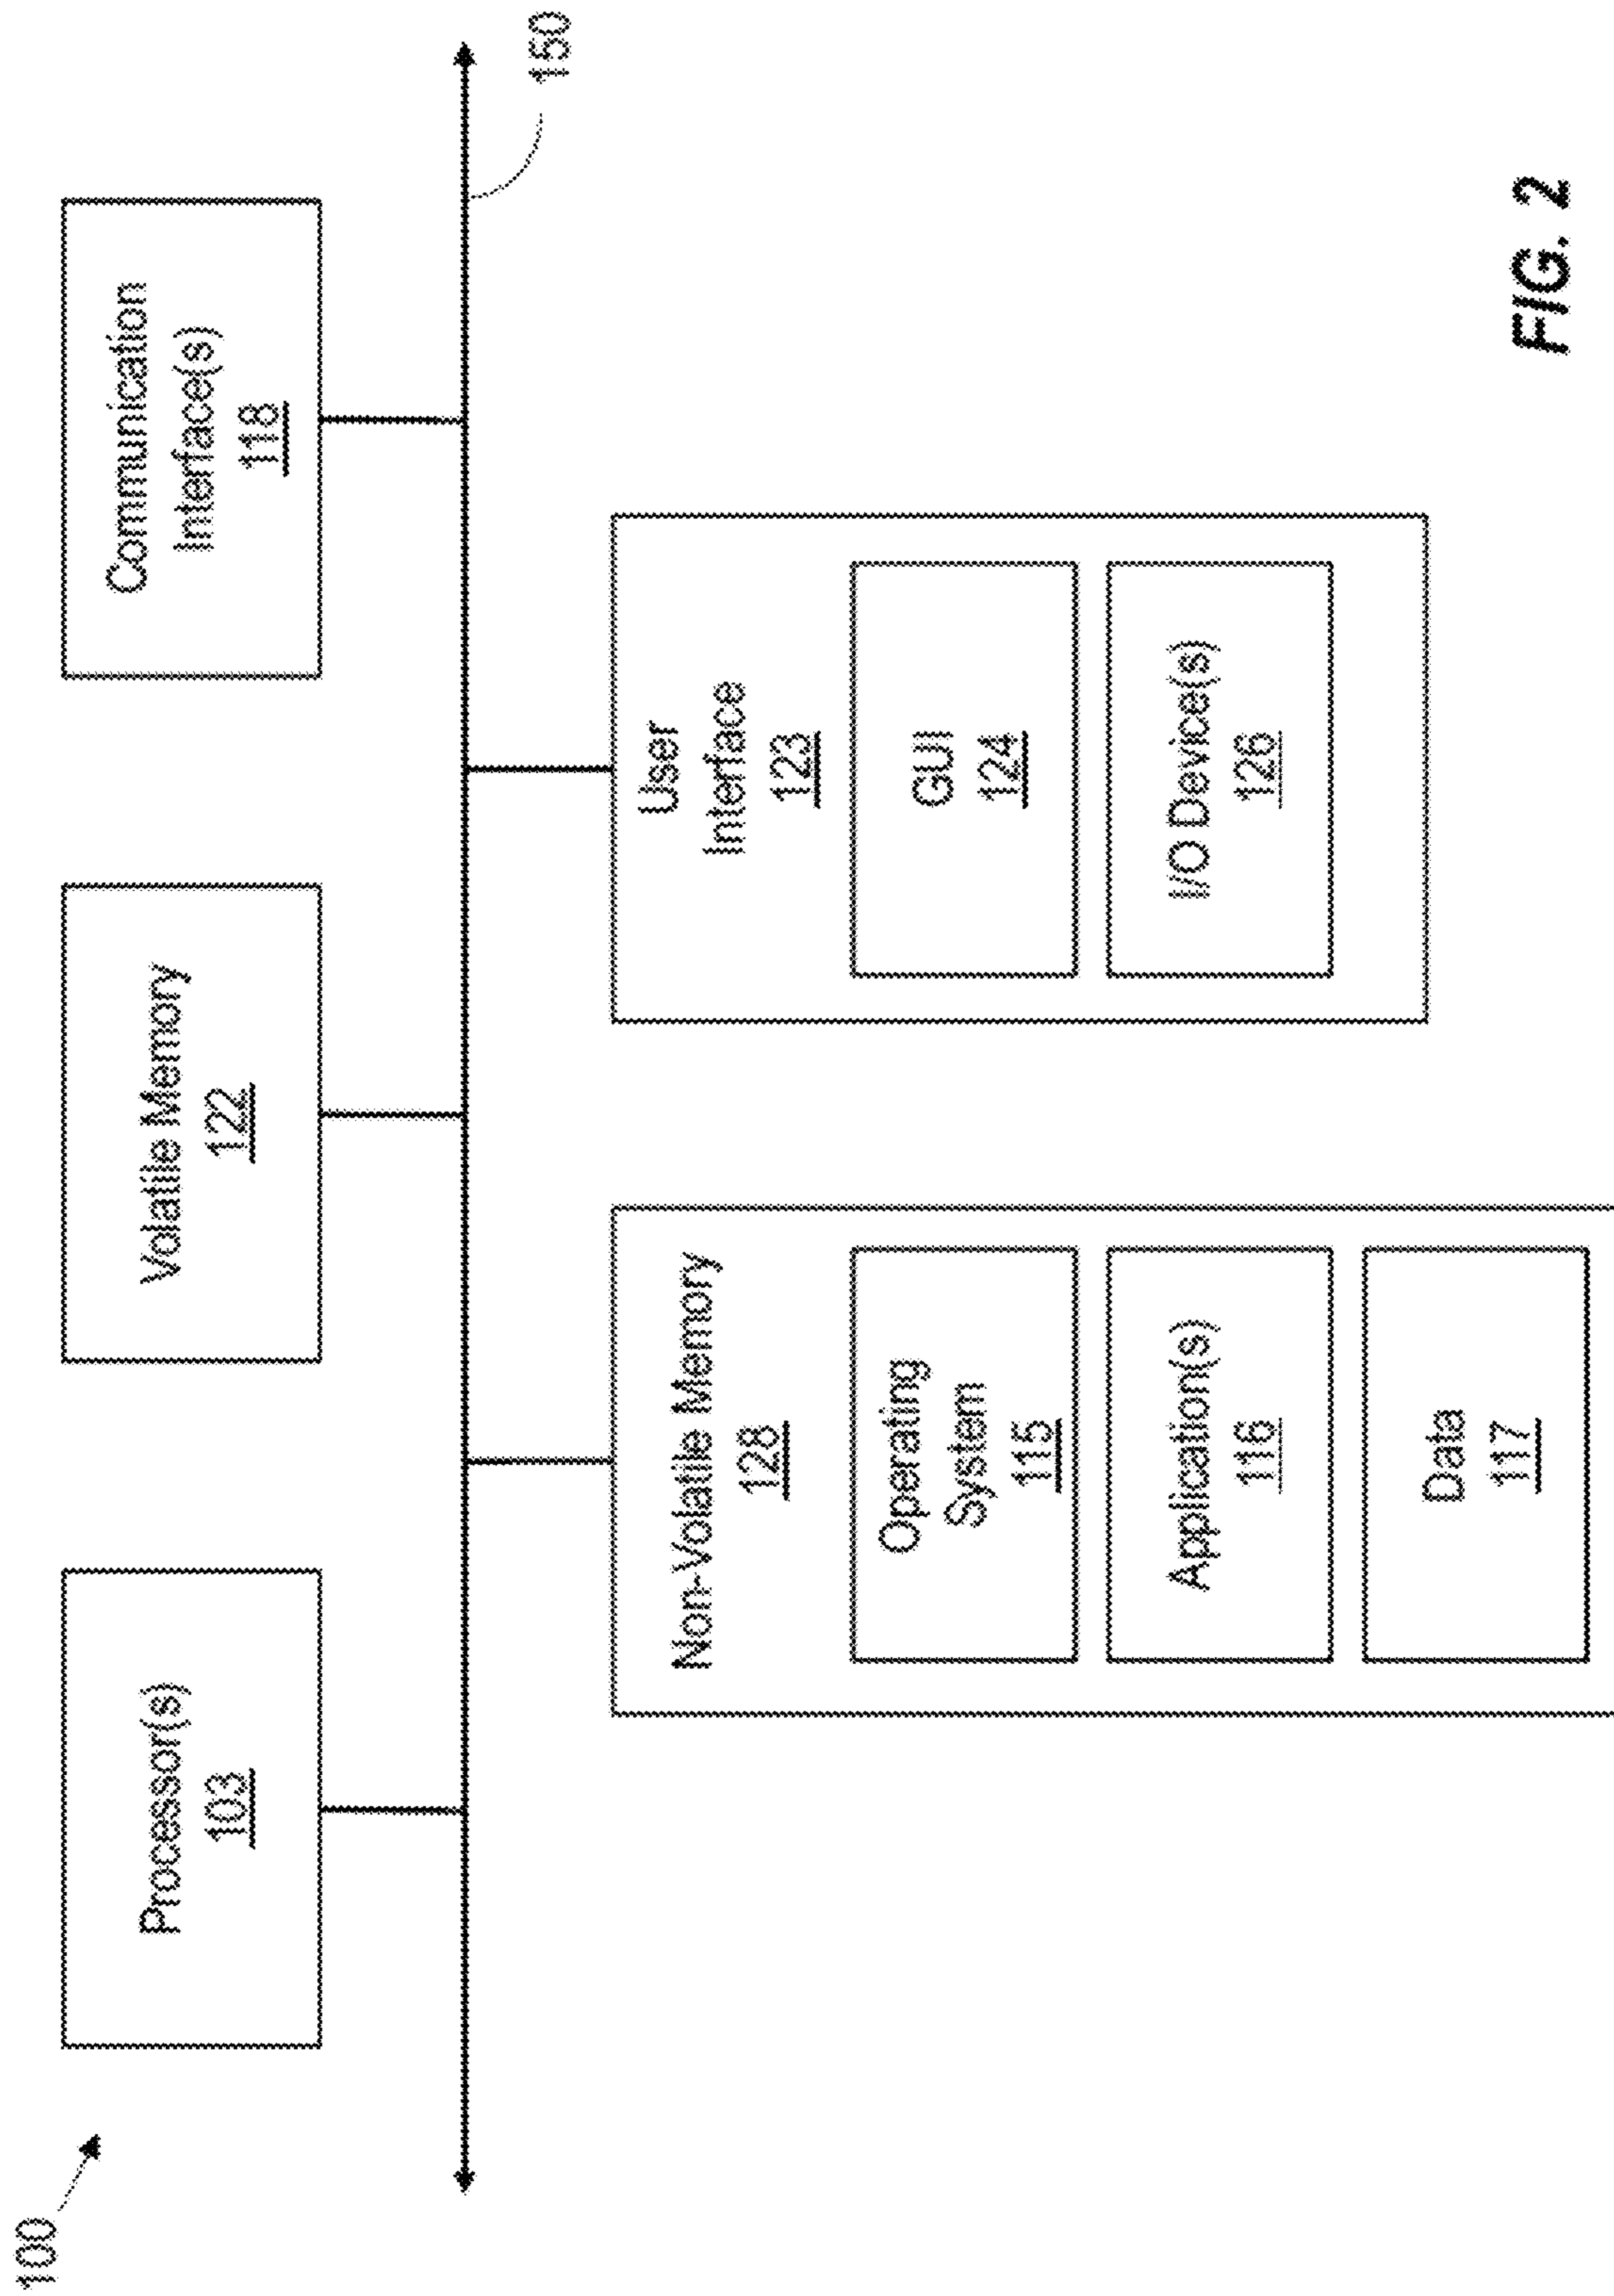 100
Processor(s)
103
Volatile Memory
122
Communication
Interface(s)
118
150
Non-Volatile Memory
128
Operating
System
115
Application(s)
116
Data
117
User
Interface
123
GUI
124
I/O Device(s)
126
FIG. 2